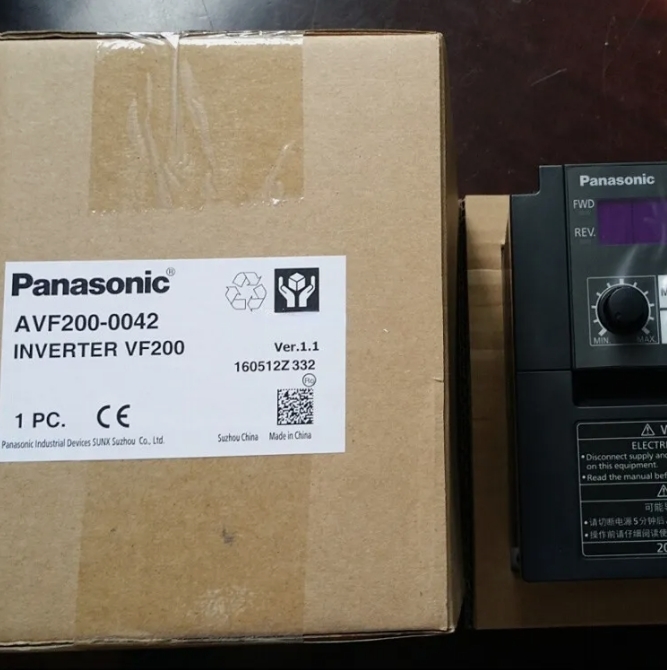 Panasonic®
AVF200-0042
INVERTER VF200
Ver.1.1
160512Z 332
Ro
1 PC. CE
Panasonic Industrial Devices SUNX Suzhou Co., Ltd.
Suzhou China Made in China
Panasonic
FWD
REV.
MIN MAX
• Disconnect supply and
on this equipment.
• Read the manual bef
可能
• 请切断电源5分钟后
• 操作前请仔细阅读使
20